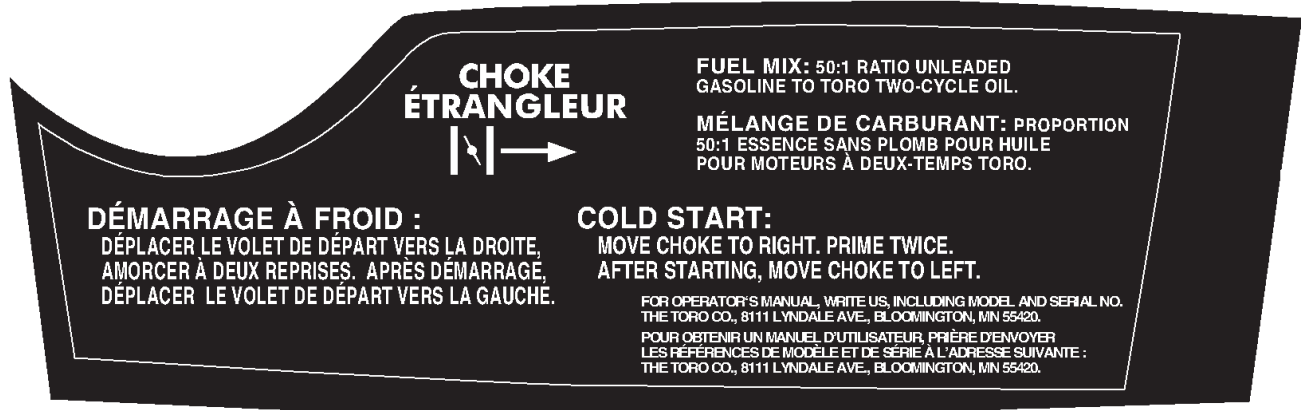 CHOKE
ÉTRANGLEUR
FUEL MIX: 50:1 RATIO UNLEADED
GASOLINE TO TORO TWO-CYCLE OIL.
MÉLANGE DE CARBURANT: PROPORTION
50:1 ESSENCE SANS PLOMB POUR HUILE
POUR MOTEURS À DEUX-TEMPS TORO.
DÉMARRAGE À FROID :
DÉPLACER LE VOLET DE DÉPART VERS LA DROITE,
AMORCER À DEUX REPRISES. APRÈS DÉMARRAGE,
DÉPLACER LE VOLET DE DÉPART VERS LA GAUCHE.
COLD START:
MOVE CHOKE TO RIGHT. PRIME TWICE.
AFTER STARTING, MOVE CHOKE TO LEFT.
FOR OPERATOR'S MANUAL, WRITE US, INCLUDING MODEL AND SERIAL NO.
THE TORO CO., 8111 LYNDALE AVE., BLOOMINGTON, MN 55420.
POUR OBTENIR UN MANUEL D'UTILISATEUR, PRIÈRE D'ENVOYER
LES RÉFÉRENCES DE MODÈLE ET DE SÉRIE À L'ADRESSE SUIVANTE :
THE TORO CO., 8111 LYNDALE AVE., BLOOMINGTON, MN 55420.